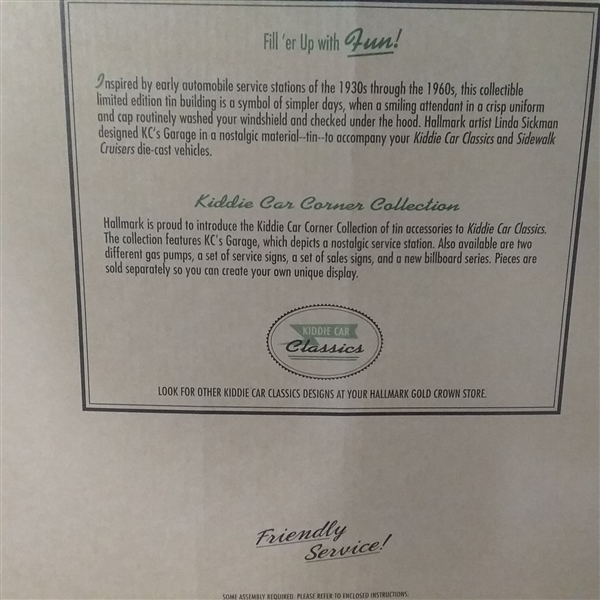 Fill 'er Up with Fun!
Inspired by early automobile service stations of the 1930s through the 1960s, this collectible
limited edition tin building is a symbol of simpler days, when a smiling attendant in a crisp uniform
and cap routinely washed your windshield and checked under the hood. Hallmark artist Linda Sickman
designed KC's Garage in a nostalgic material--tin--to accompany your Kiddie Car Classics and Sidewalk
Cruisers die-cast vehicles.
Kiddie Car Corner Collection
Hallmark is proud to introduce the Kiddie Car Corner Collection of tin accessories to Kiddie Car Classics.
The collection features KC's Garage, which depicts a nostalgic service station. Also available are two
different gas pumps, a set of service signs, a set of sales signs, and a new billboard series. Pieces are
sold separately so you can create your own unique display.
KIDDIE CAR
Classics
LOOK FOR OTHER KIDDIE CAR CLASSICS DESIGNS AT YOUR HALLMARK GOLD CROWN STORE.
Friendly
Service!
SOME ASSEMBLY REQUIRED. PLEASE REFER TO ENCLOSED INSTRUCTIONS.